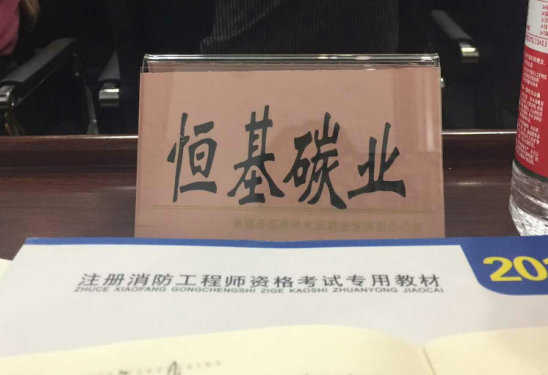 恒基碳业
注册消防工程师资格考试专用教材
ZHUCE XIAOFANG GONGCHENGSHI ZIGE KAOSHI ZHUANYONG JIAOCAI
20